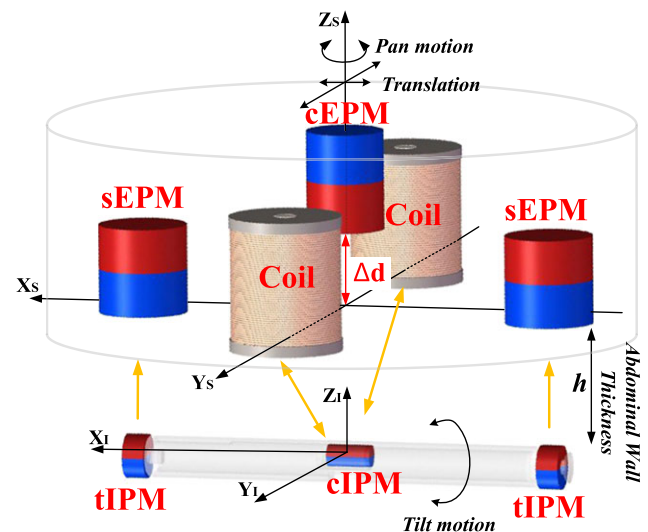 Zs
Pan motion
Translation
cEPM
sEPM
Coil
sEPM
Coil
Δd
Xs
Ys
h
Abdominal Wall
Thickness
ZI
XI
YI
cIPM
tIPM
tIPM
Tilt motion